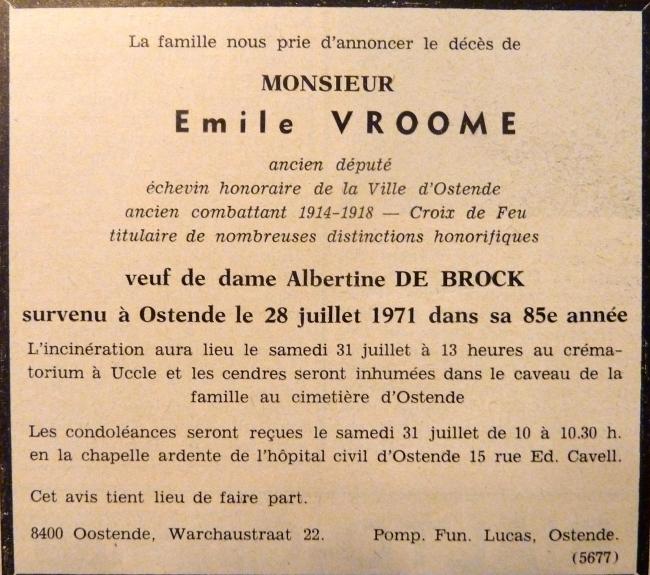 La famille nous prie d'annoncer le décès de
MONSIEUR
Emile VROOME
ancien député
échevin honoraire de la Ville d'Ostende
ancien combattant 1914-1918 — Croix de Feu
titulaire de nombreuses distinctions honorifiques
veuf de dame Albertine DE BROCK
survenu à Ostende le 28 juillet 1971 dans sa 85e année
L'incinération aura lieu le samedi 31 juillet à 13 heures au créma-
torium à Uccle et les cendres seront inhumées dans le caveau de la
famille au cimetière d'Ostende
Les condoléances seront reçues le samedi 31 juillet de 10 à 10.30 h.
en la chapelle ardente de l'hôpital civil d'Ostende 15 rue Ed. Cavell.
Cet avis tient lieu de faire part.
8400 Oostende, Warchaustraat 22. Pomp. Fun. Lucas, Ostende.
(5677)